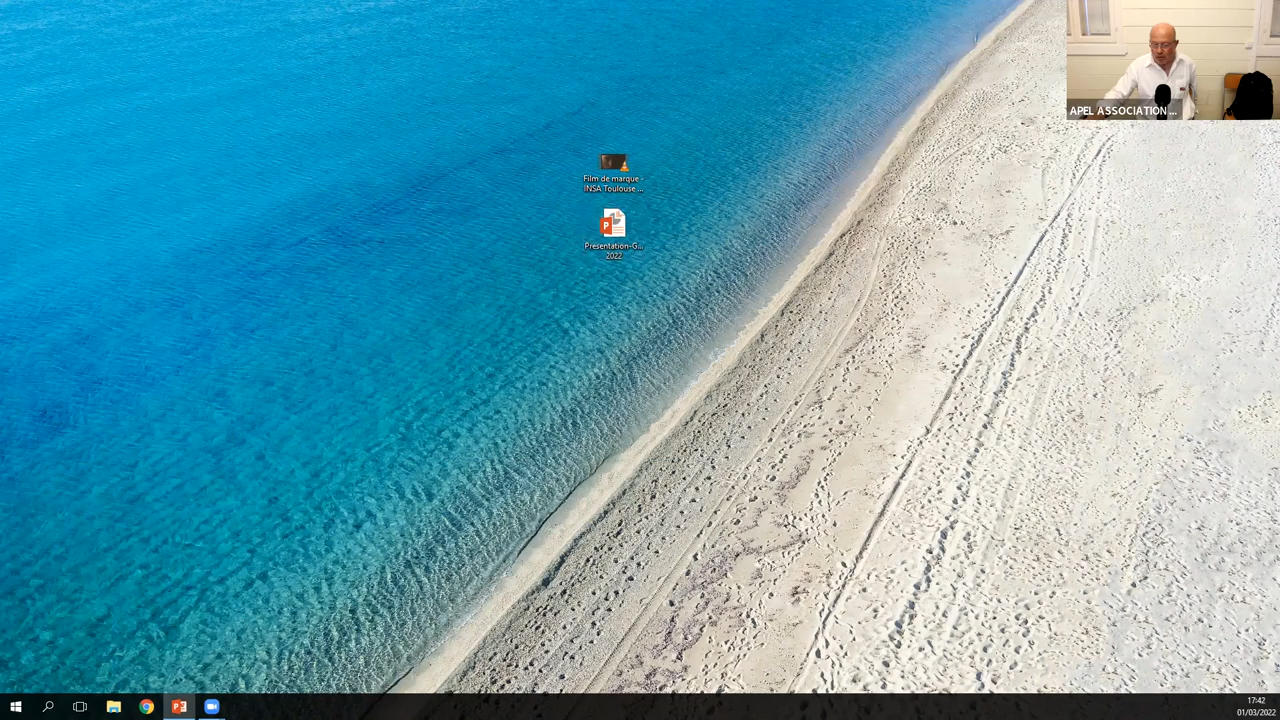 APEL ASSOCIATION ...
Film de marque -
INSA Toulouse ...
Presentation-G...
2022
17:42
01/03/2022